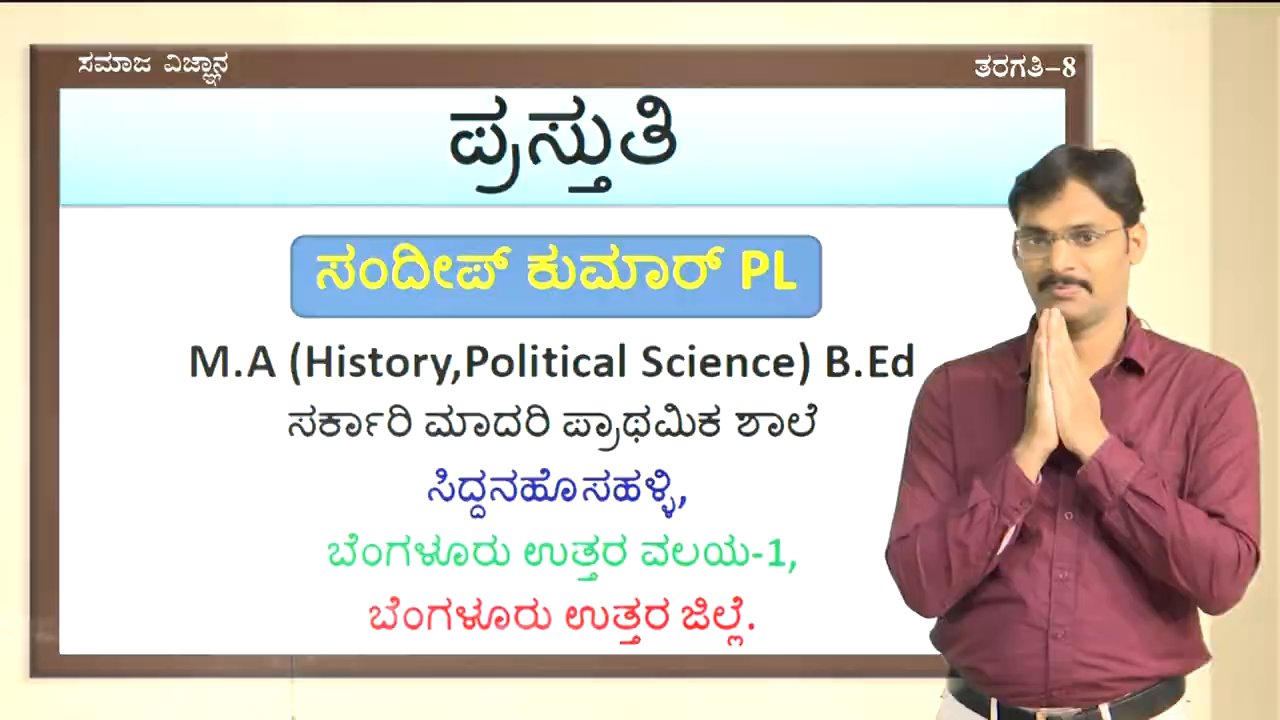 ಸಮಾಜ ವಿಜ್ಞಾನ
ತರಗತಿ-8
ಪ್ರಸ್ತುತಿ
ಸಂದೀಪ್ ಕುಮಾರ್ PL
M.A (History,Political Science) B.Ed
ಸರ್ಕಾರಿ ಮಾದರಿ ಪ್ರಾಥಮಿಕ ಶಾಲೆ
ಸಿದ್ದನಹೊಸಹಳ್ಳಿ,
ಬೆಂಗಳೂರು ಉತ್ತರ ವಲಯ-1,
ಬೆಂಗಳೂರು ಉತ್ತರ ಜಿಲ್ಲೆ.